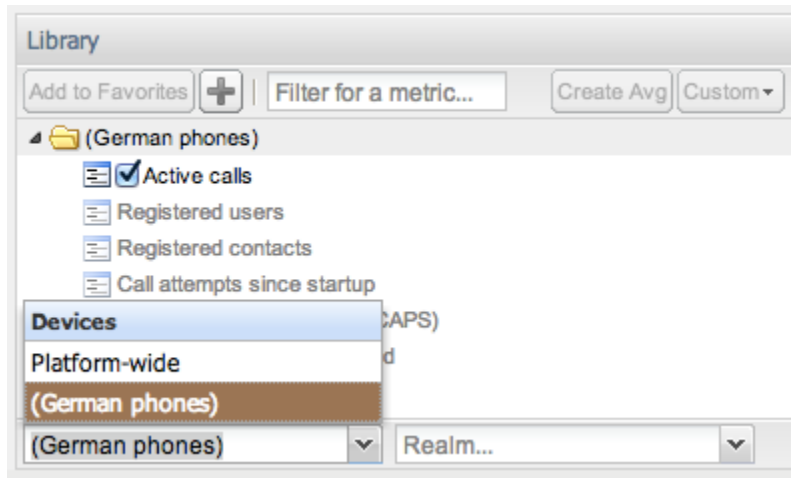 Library
Add to Favorites | Filter for a metric... Create Avg Custom
(German phones)
Active calls
Registered users
Registered contacts
Call attempts since startup
Devices
CAPS)
Platform-wide
(German phones)
(German phones) Realm...